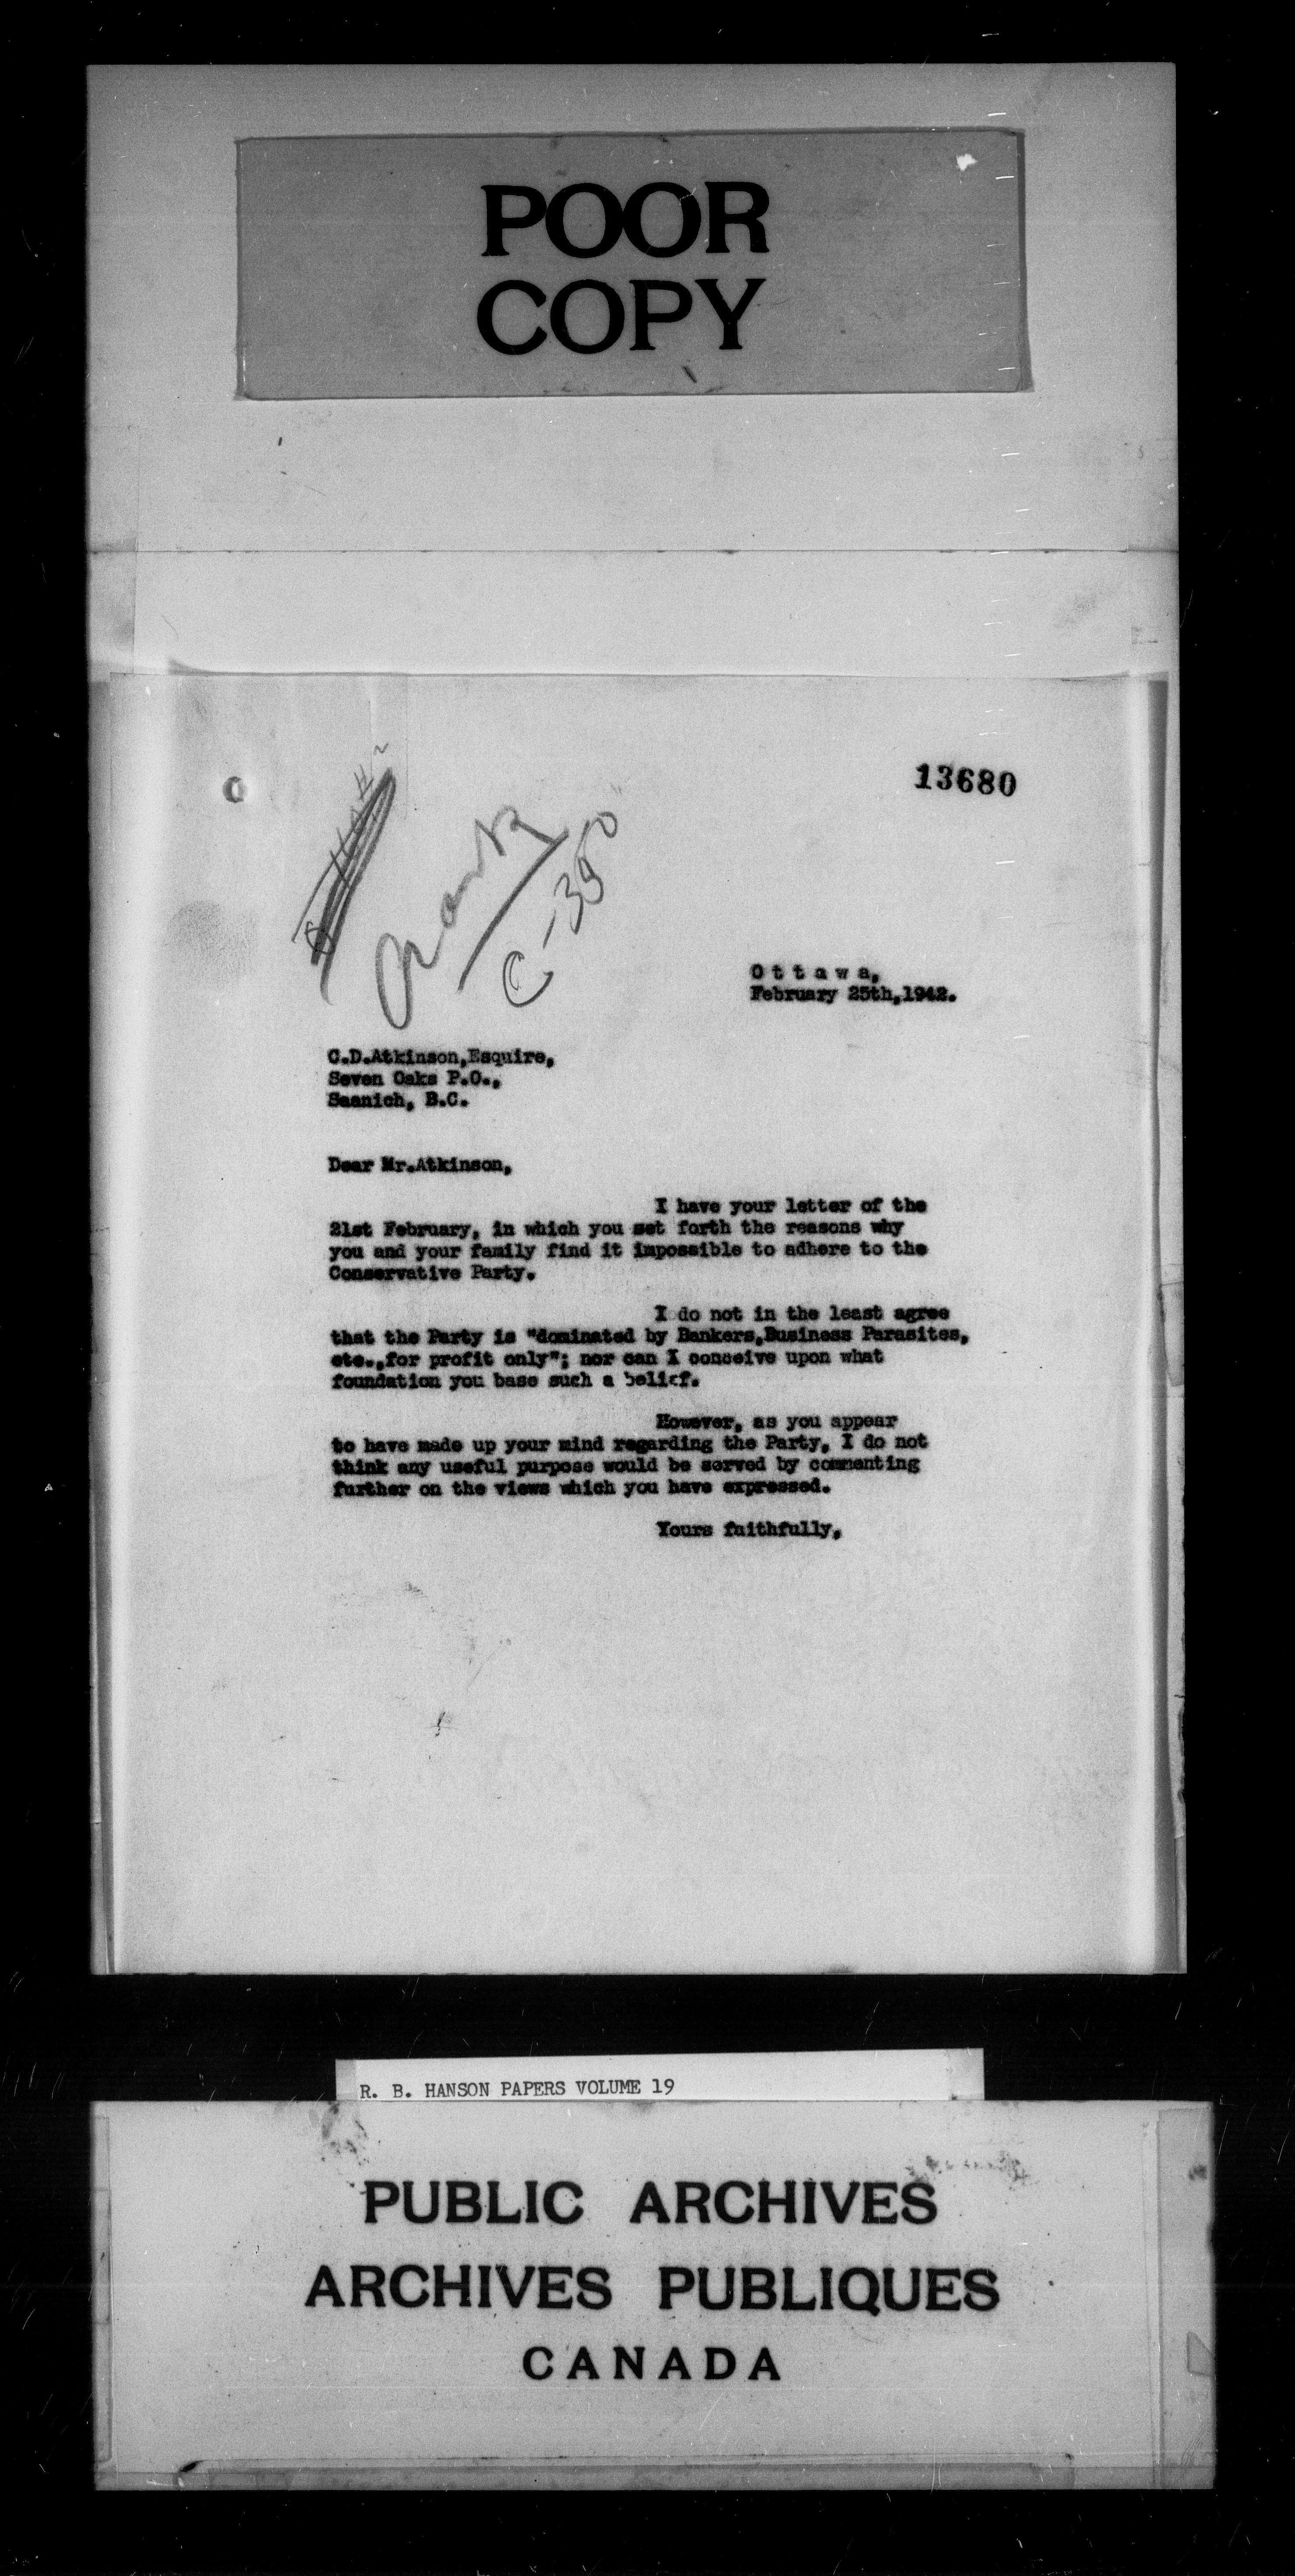 POOR
COPY
13680
C-350
Ottawa,
February 25th,1942.
C.D.Atkinson,Esquire,
Seven Oaks P.O.,
Saanich, B.C.
Dear Mr.Atkinson,
I have your letter of the
21st February, in which you set forth the reasons why
you and your family find it impossible to adhere to the
Conservative Party.
I do not in the least agree
that the Party is "dominated by Bankers,Business Parasites,
etc.,for profit only"; nor can I conceive upon what
foundation you base such a belief.
However, as you appear
to have made up your mind regarding the Party, I do not
think any useful purpose would be served by commenting
further on the views which you have expressed.
Yours faithfully,
R. B. HANSON PAPERS VOLUME 19
PUBLIC ARCHIVES
ARCHIVES PUBLIQUES
CANADA